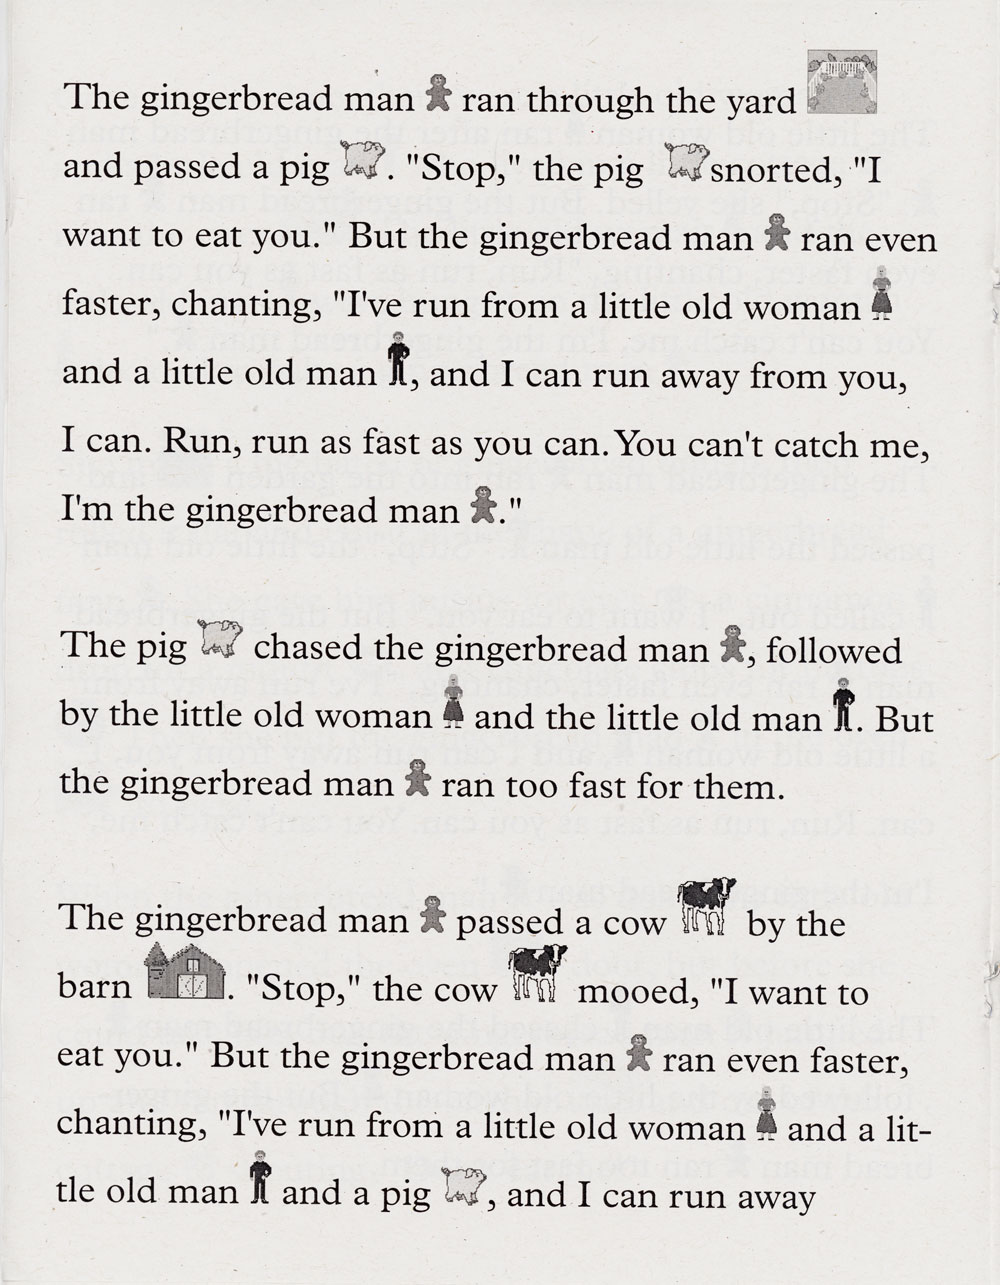 The gingerbread man ran through the yard
and passed a pig . "Stop," the pig snorted, "I
want to eat you." But the gingerbread man ran even
faster, chanting, "I've run from a little old woman
and a little old man , and I can run away from you,
I can. Run, run as fast as you can. You can't catch me,
I'm the gingerbread man ."
The pig chased the gingerbread man , followed
by the little old woman and the little old man . But
the gingerbread man ran too fast for them.
The gingerbread man passed a cow by the
barn . "Stop," the cow mooed, "I want to
eat you." But the gingerbread man ran even faster,
chanting, "I've run from a little old woman and a lit-
tle old man and a pig , and I can run away